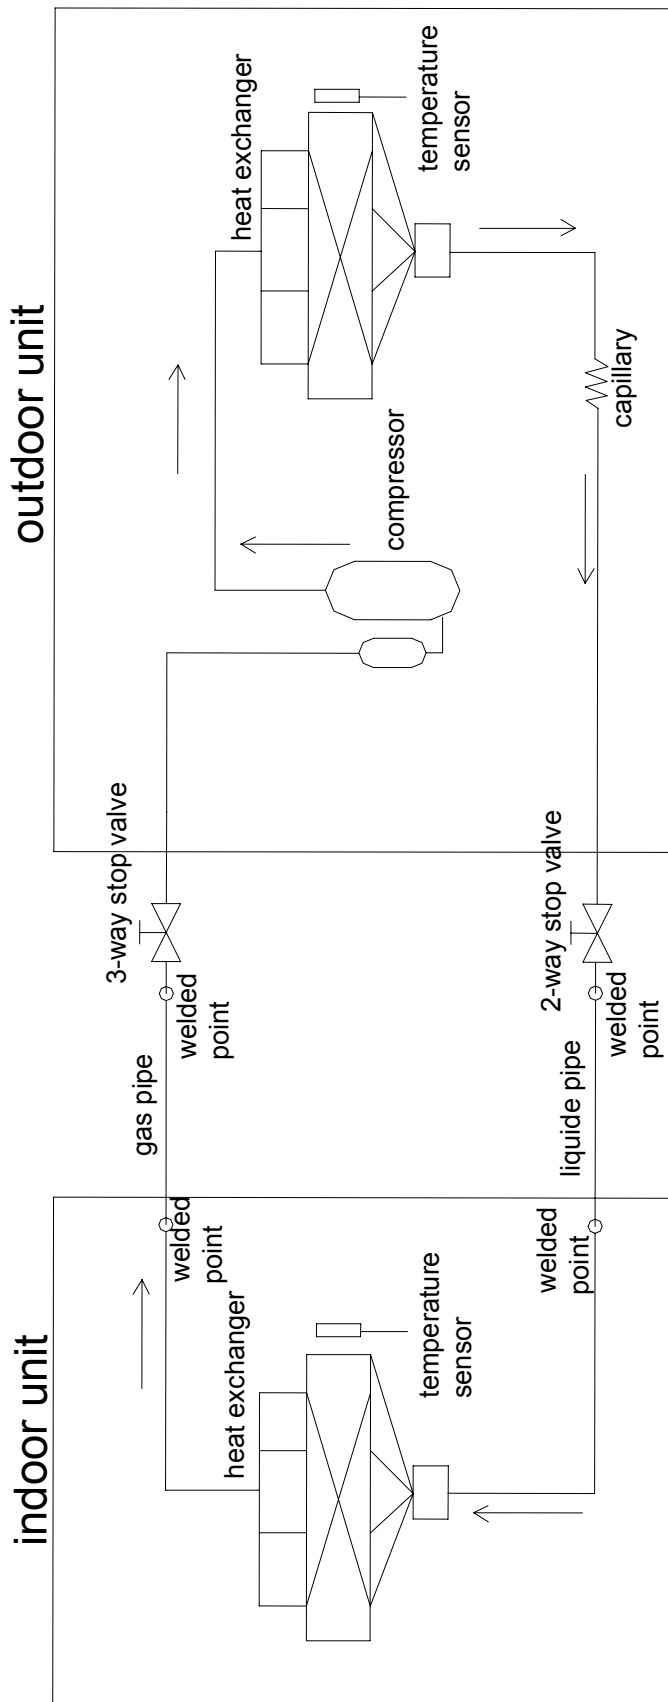 indoor unit
outdoor unit
heat exchanger
temperature
sensor
welded
point
gas pipe
welded
point
3-way stop valve
compressor
heat exchanger
temperature
sensor
capillary
2-way stop valve
welded
point
liquide pipe
welded
point